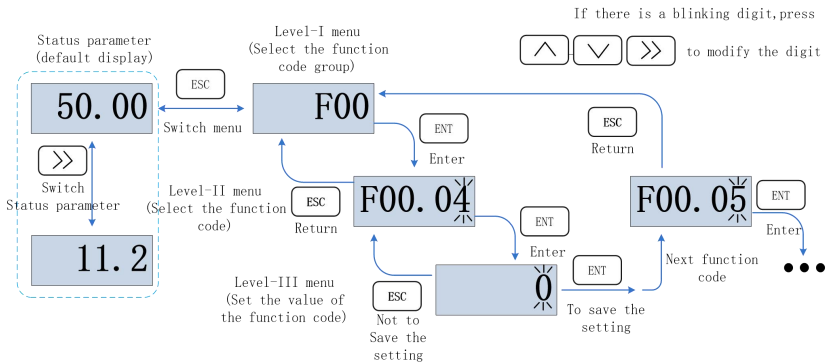 If there is a blinking digit,press
to modify the digit
Status parameter
(default display)
Level-I menu
(Select the function
code group)
ESC
50.00
Switch menu
F00
ENT
Enter
ESC
Return
Switch
Status parameter
Level-II menu
(Select the function
code)
ESC
Return
F00.04
F00.05
ENT
Enter
ENT
Enter
11.2
Level-III menu
(Set the value of
the function code)
ESC
Not to
Save the
setting
0
ENT
To save the
setting
Next function
code